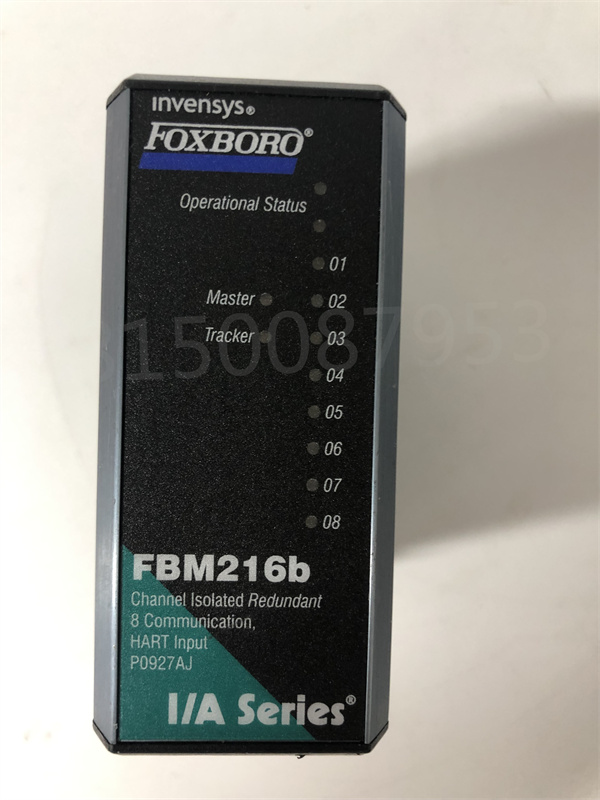 invensys®
FOXBORO®
Operational Status
01
Master 02
Tracker 03
04
05
06
07
08
FBM216b
Channel Isolated Redundant
8 Communication,
HART Input
P0927AJ
I/A Series®